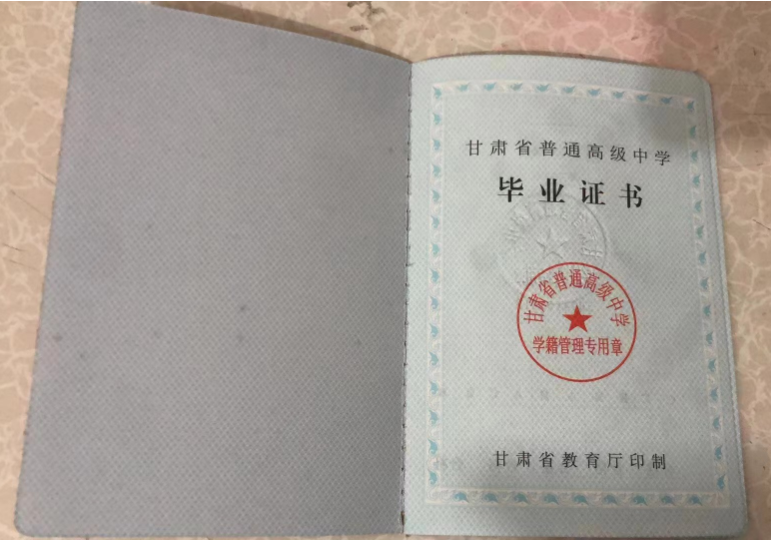 甘肃省普通高级中学
毕业证书
甘肃省普通高级中学
学籍管理专用章
甘肃省教育厅印制